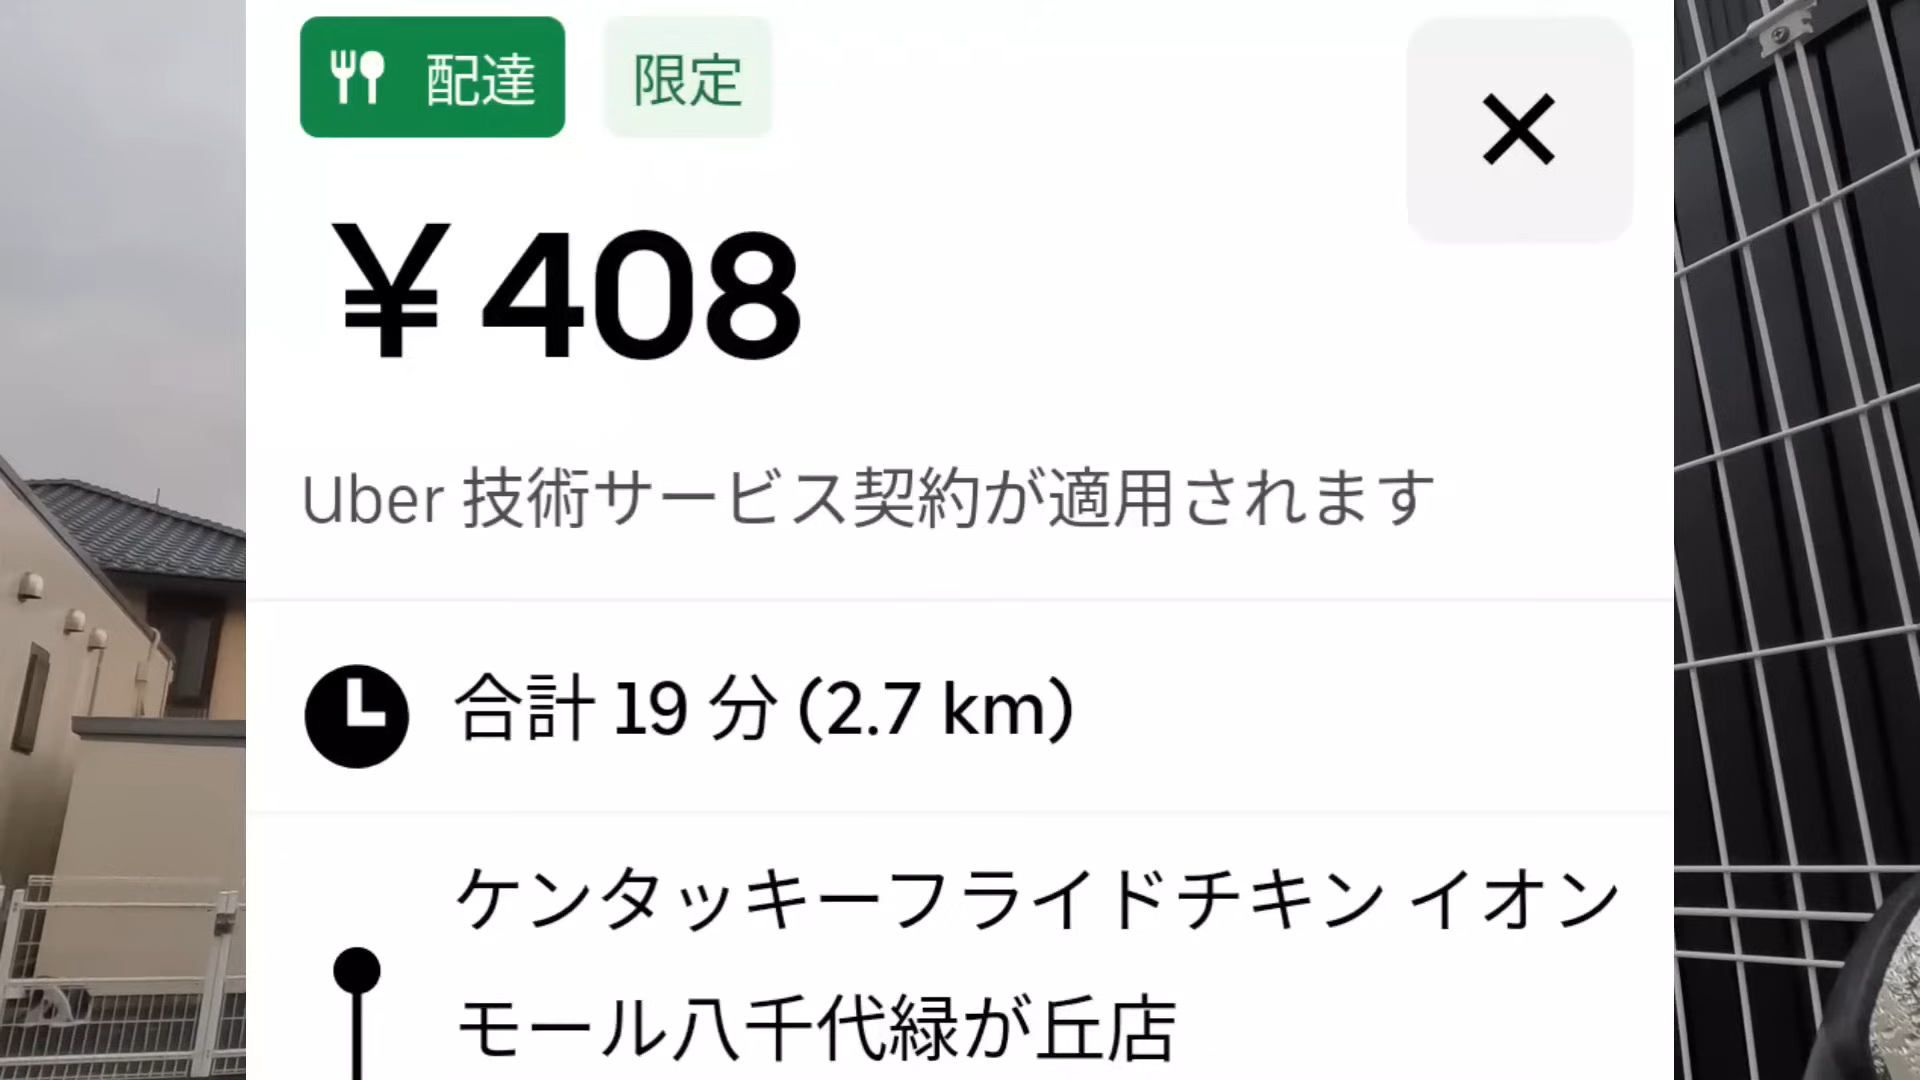 配達 限定
¥408
Uber 技術サービス契約が適用されます
合計 19 分 (2.7 km)
ケンタッキーフライドチキン イオン
モール八千代緑が丘店